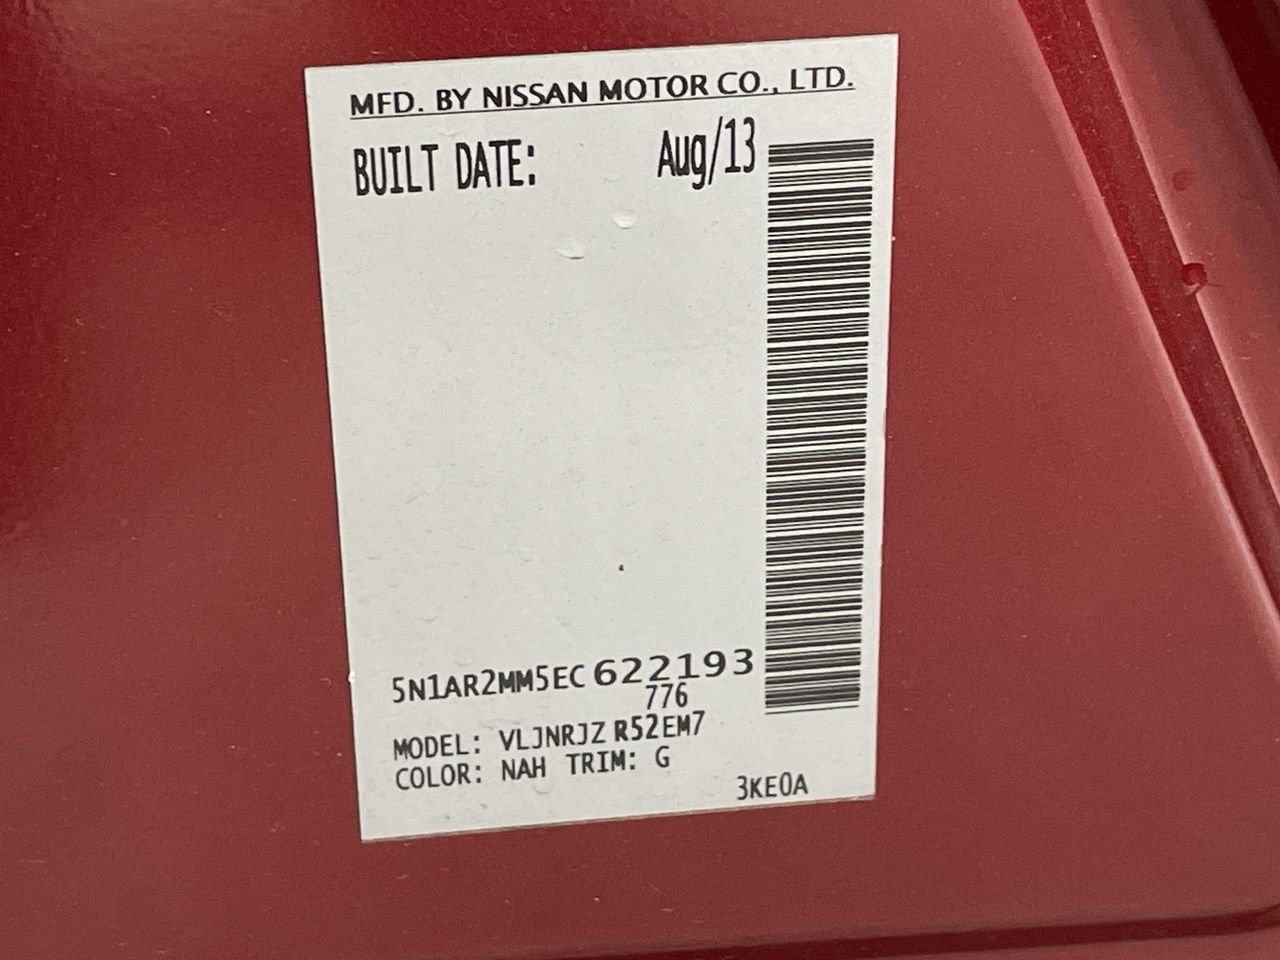 MFD. BY NISSAN MOTOR CO., LTD.
BUILT DATE: Aug/13
5N1AR2MM5EC622193
776
MODEL: VLJNRJZ R52EM7
COLOR: NAH TRIM: G
3KE0A